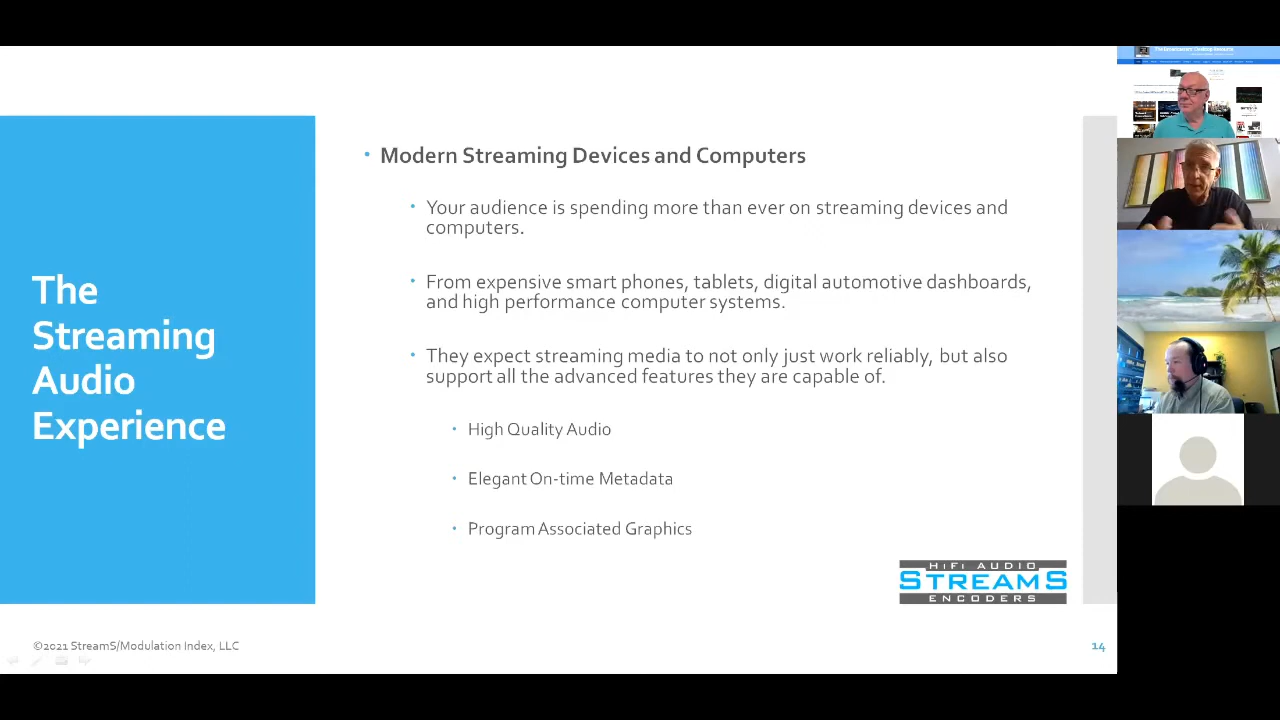 The
Streaming
Audio
Experience
Modern Streaming Devices and Computers
Your audience is spending more than ever on streaming devices and
computers.
From expensive smart phones, tablets, digital automotive dashboards,
and high performance computer systems.
They expect streaming media to not only just work reliably, but also
support all the advanced features they are capable of.
High Quality Audio
Elegant On-time Metadata
Program Associated Graphics
HiFi AUDIO
STREAMS
ENCODERS
©2021 StreamS/Modulation Index, LLC
14